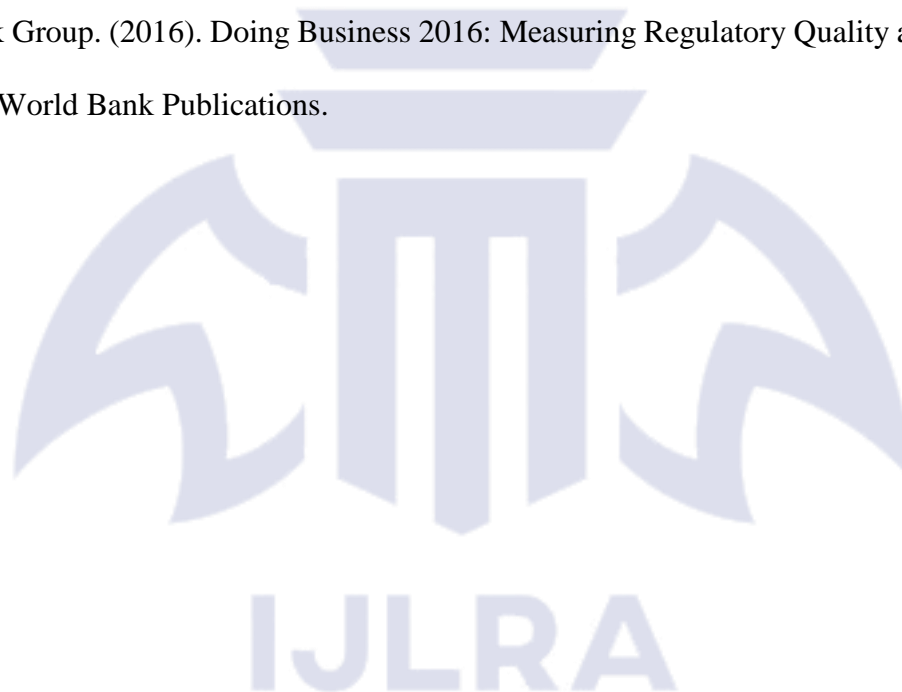 k Group. (2016). Doing Business 2016: Measuring Regulatory Quality a
World Bank Publications.
IJLRA